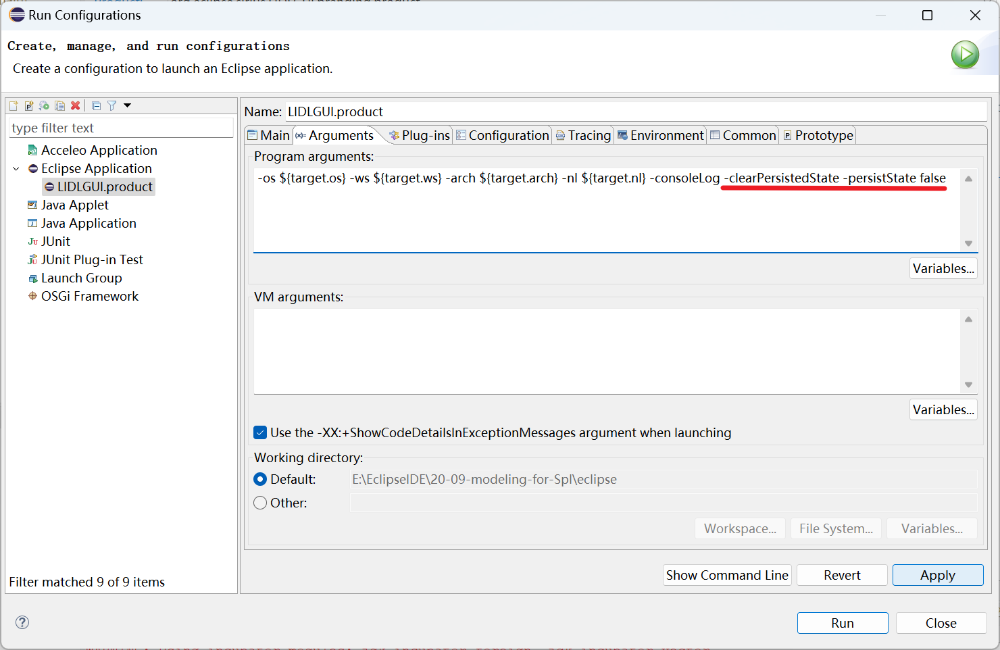 Run Configurations
Create, manage, and run configurations
Create a configuration to launch an Eclipse application.
type filter text
Acceleo Application
Eclipse Application
LIDLGUI.product
Java Applet
Java Application
JUnit
JUnit Plug-in Test
Launch Group
OSGi Framework
Filter matched 9 of 9 items
Name: LIDLGUI.product
Main Arguments Plug-ins Configuration Tracing Environment Common Prototype
Program arguments:
-os ${target.os} -ws ${target.ws} -arch ${target.arch} -nl ${target.nl} -consoleLog -clearPersistedState -persistState false
Variables...
VM arguments:
Variables...
Use the -XX:+ShowCodeDetailsInExceptionMessages argument when launching
Working directory:
Default: E:\EclipseIDE\20-09-modeling-for-Spl\eclipse
Other:
Workspace... File System... Variables...
Show Command Line Revert Apply
Run Close